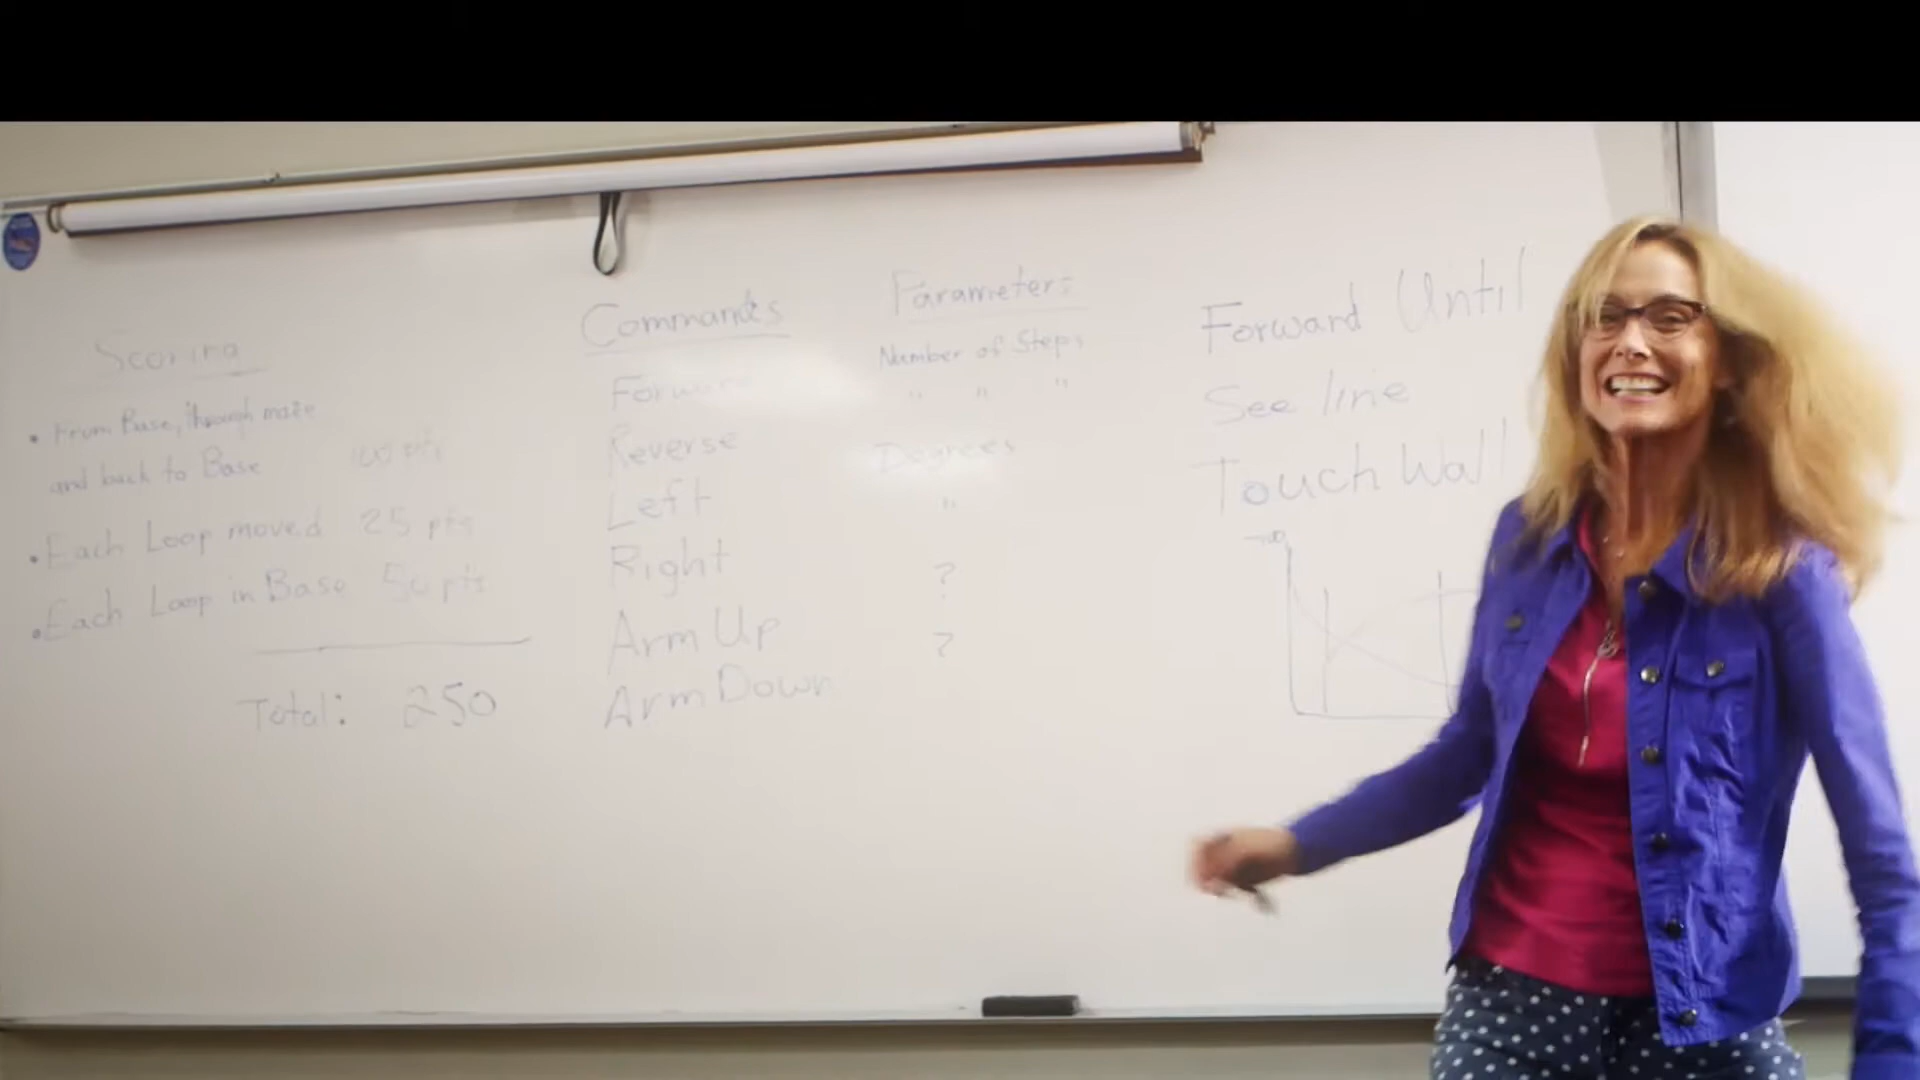 Scoring
• From Base, through maze
and back to Base 100 pts
• Each Loop moved 25 pts
• Each Loop in Base 50 pts
Total: 250
Commands
Forward
Reverse
Left
Right
Arm Up
Arm Down
Parameters
Number of Steps
" "
Degrees
"
?
?
Forward Until
See line
Touch Wall